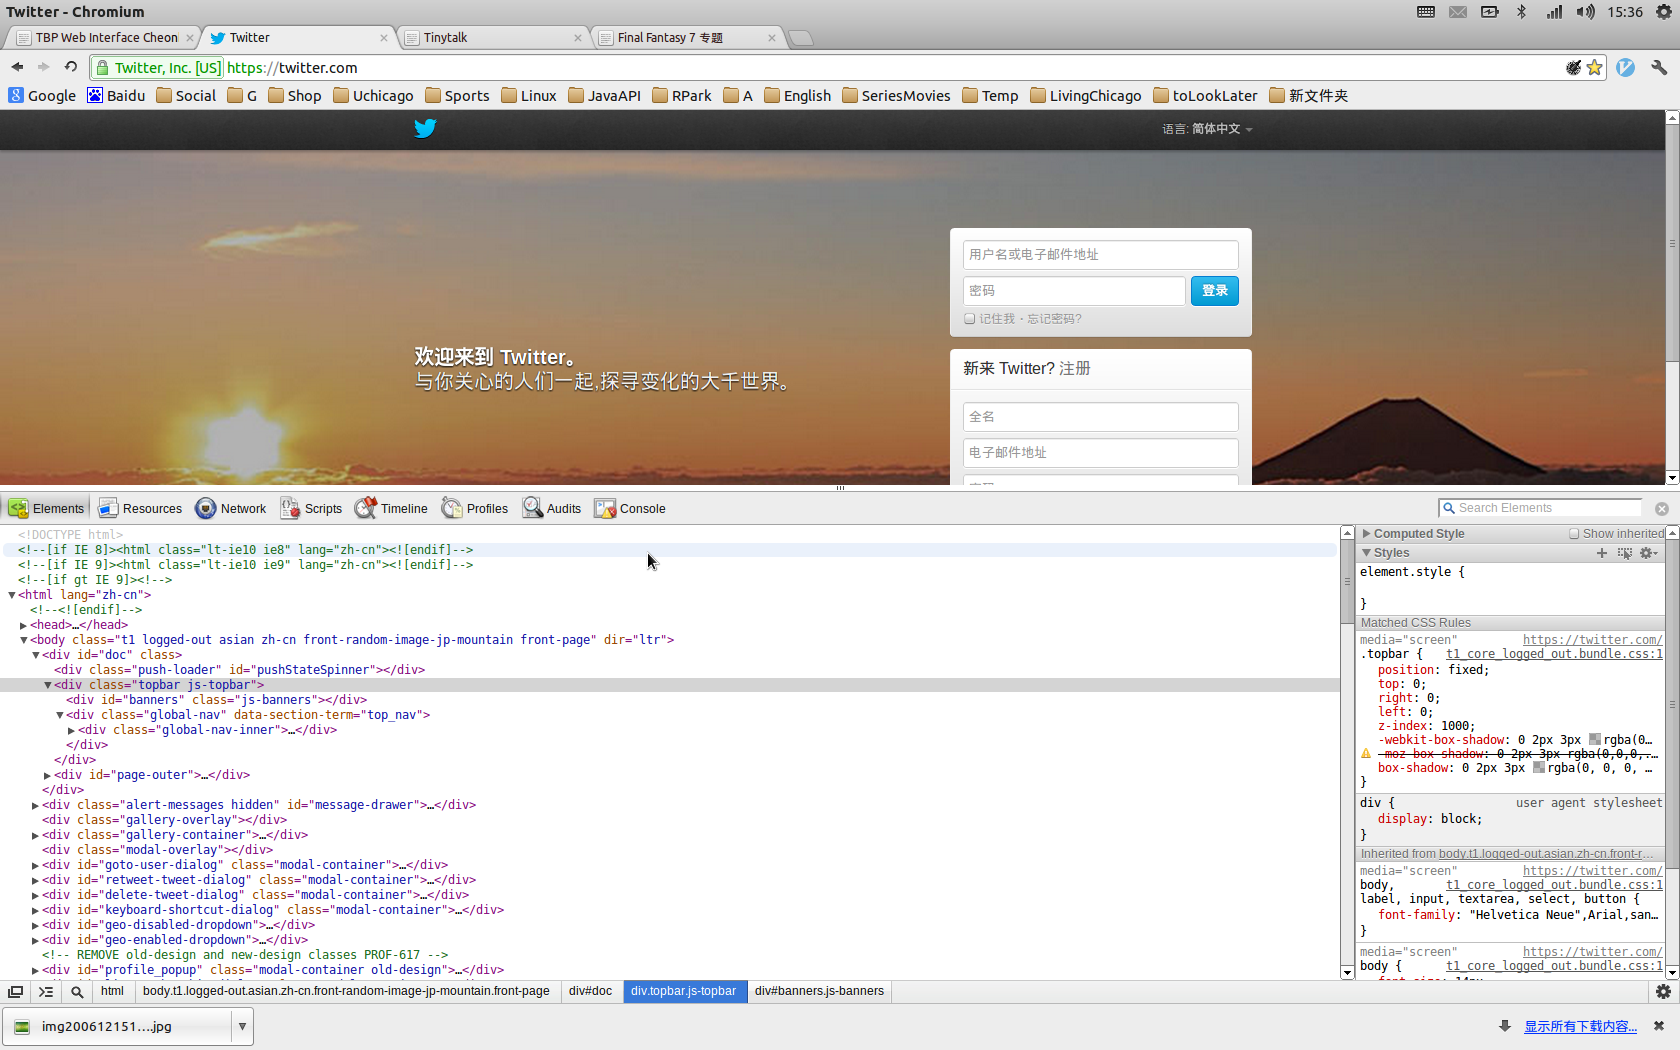 Twitter - Chromium
15:36
TBP Web Interface Cheon
Twitter
Tinytalk
Final Fantasy 7 专题
Twitter, Inc. [US] https://twitter.com
Google Baidu Social G Shop Uchicago Sports Linux JavaAPI RPark A English SeriesMovies Temp LivingChicago toLookLater 新文件夹
语言: 简体中文
用户名或电子邮件地址
密码
登录
记住我 · 忘记密码?
欢迎来到 Twitter。
与你关心的人们一起,探寻变化的大千世界。
新来 Twitter? 注册
全名
电子邮件地址
Elements Resources Network Scripts Timeline Profiles Audits Console
Search Elements
<!DOCTYPE html>
<!--[if IE 8]><html class="lt-ie10 ie8" lang="zh-cn"><![endif]-->
<!--[if IE 9]><html class="lt-ie10 ie9" lang="zh-cn"><![endif]-->
<!--[if gt IE 9]><!-->
<html lang="zh-cn">
<!--<![endif]-->
<head>…</head>
<body class="t1 logged-out asian zh-cn front-random-image-jp-mountain front-page" dir="ltr">
<div id="doc" class>
<div class="push-loader" id="pushStateSpinner"></div>
<div class="topbar js-topbar">
<div id="banners" class="js-banners"></div>
<div class="global-nav" data-section-term="top_nav">
<div class="global-nav-inner">…</div>
</div>
</div>
<div id="page-outer">…</div>
</div>
<div class="alert-messages hidden" id="message-drawer">…</div>
<div class="gallery-overlay"></div>
<div class="gallery-container">…</div>
<div class="modal-overlay"></div>
<div id="goto-user-dialog" class="modal-container">…</div>
<div id="retweet-tweet-dialog" class="modal-container">…</div>
<div id="delete-tweet-dialog" class="modal-container">…</div>
<div id="keyboard-shortcut-dialog" class="modal-container">…</div>
<div id="geo-disabled-dropdown">…</div>
<div id="geo-enabled-dropdown">…</div>
<!-- REMOVE old-design and new-design classes PROF-617 -->
<div id="profile_popup" class="modal-container old-design">…</div>
Computed Style
Show inherited
Styles
element.style {
}
Matched CSS Rules
media="screen" https://twitter.com/
.topbar { t1_core_logged_out.bundle.css:1
position: fixed;
top: 0;
right: 0;
left: 0;
z-index: 1000;
-webkit-box-shadow: 0 2px 3px rgba(0…
-moz-box-shadow: 0 2px 3px rgba(0,0,0,.…
box-shadow: 0 2px 3px rgba(0, 0, 0, …
}
div { user agent stylesheet
display: block;
}
Inherited from body.t1.logged-out.asian.zh-cn.front-r…
media="screen" https://twitter.com/
body, t1_core_logged_out.bundle.css:1
label, input, textarea, select, button {
font-family: "Helvetica Neue",Arial,san…
}
media="screen" https://twitter.com/
body { t1_core_logged_out.bundle.css:1
html
body.t1.logged-out.asian.zh-cn.front-random-image-jp-mountain.front-page
div#doc
div.topbar.js-topbar
div#banners.js-banners
img200612151….jpg
显示所有下载内容...